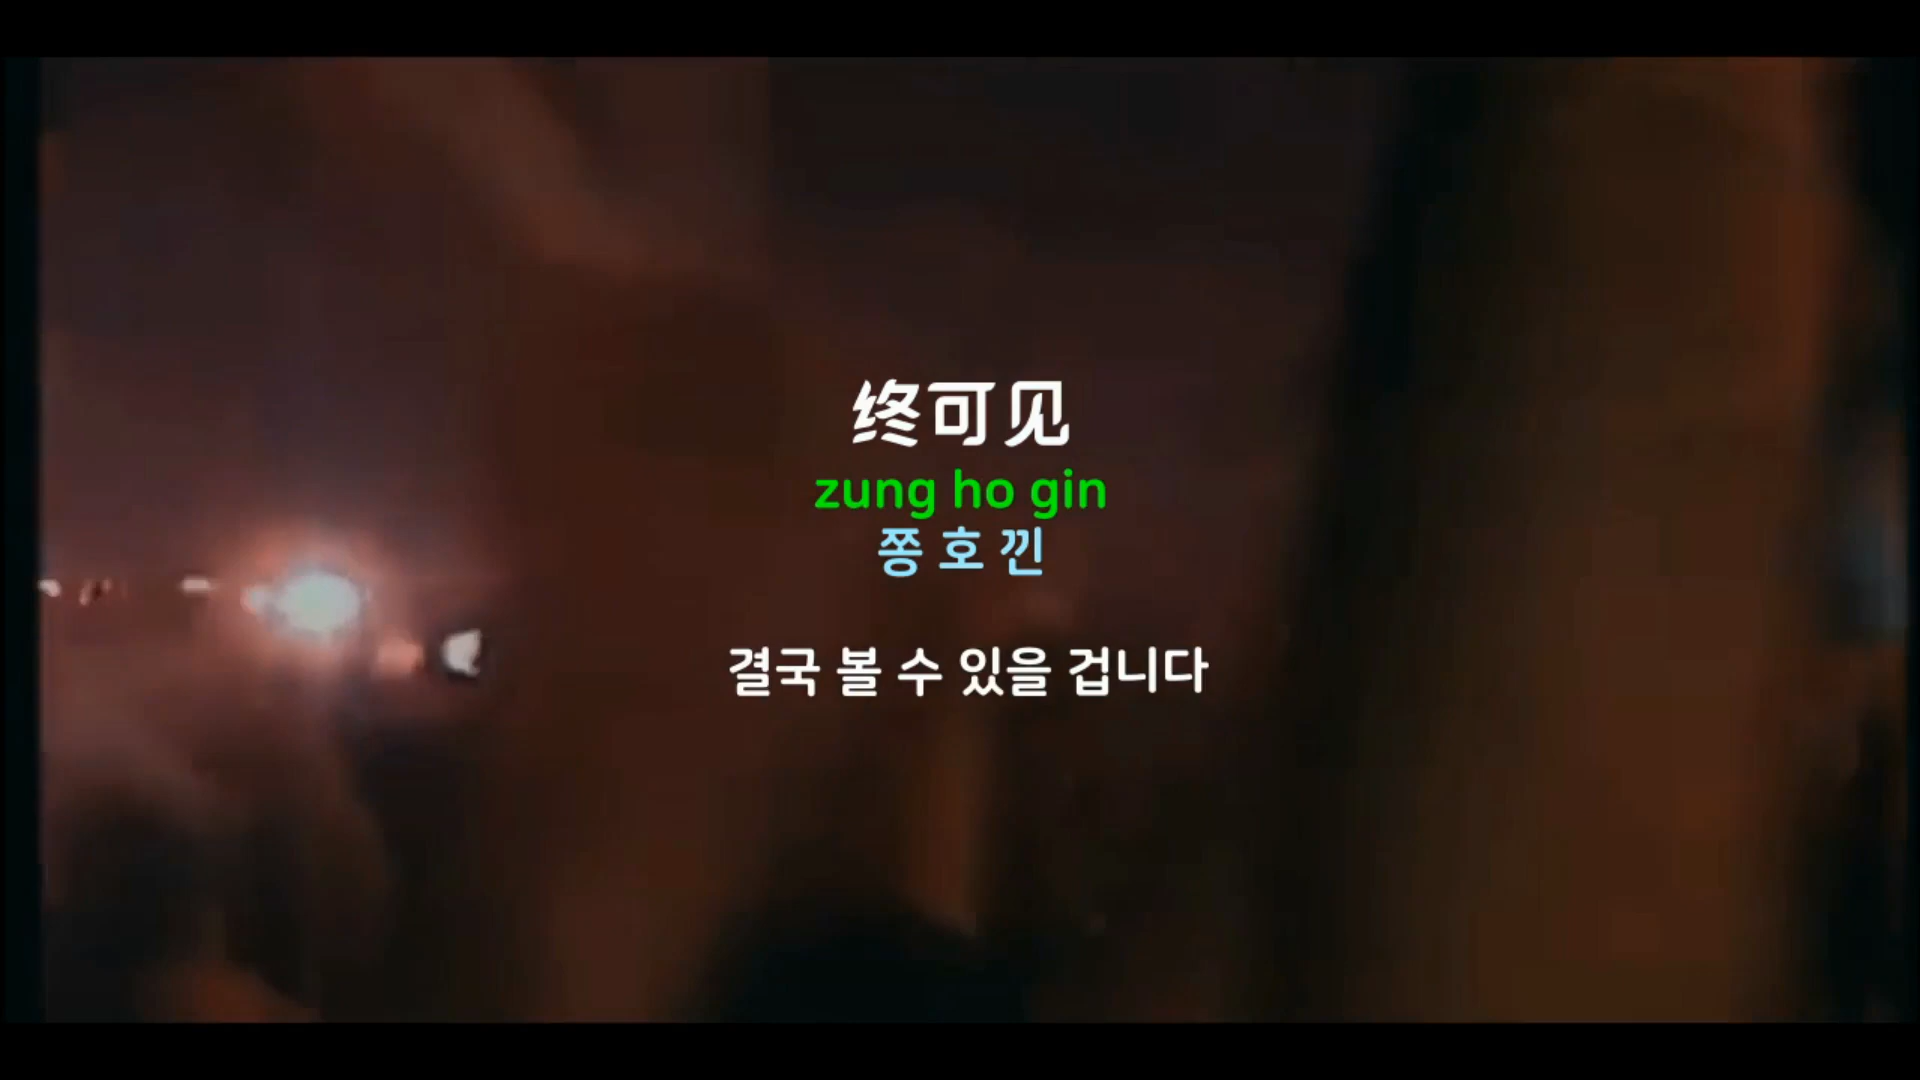 终可见
zung ho gin
쫑 호 낀
결국 볼 수 있을 겁니다